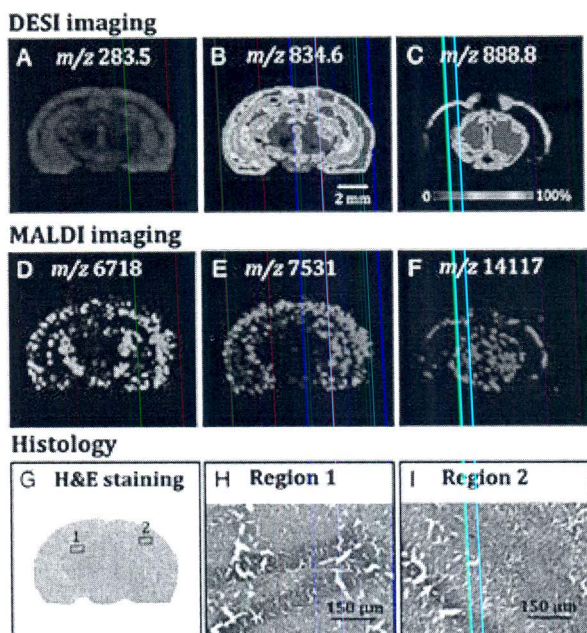 DESI imaging
A m/z 283.5
B m/z 834.6
C m/z 888.8
2 mm
0 100%
MALDI imaging
D m/z 6718
E m/z 7531
F m/z 14117
Histology
G H&E staining
H Region 1
I Region 2
1
2
150 µm
150 µm